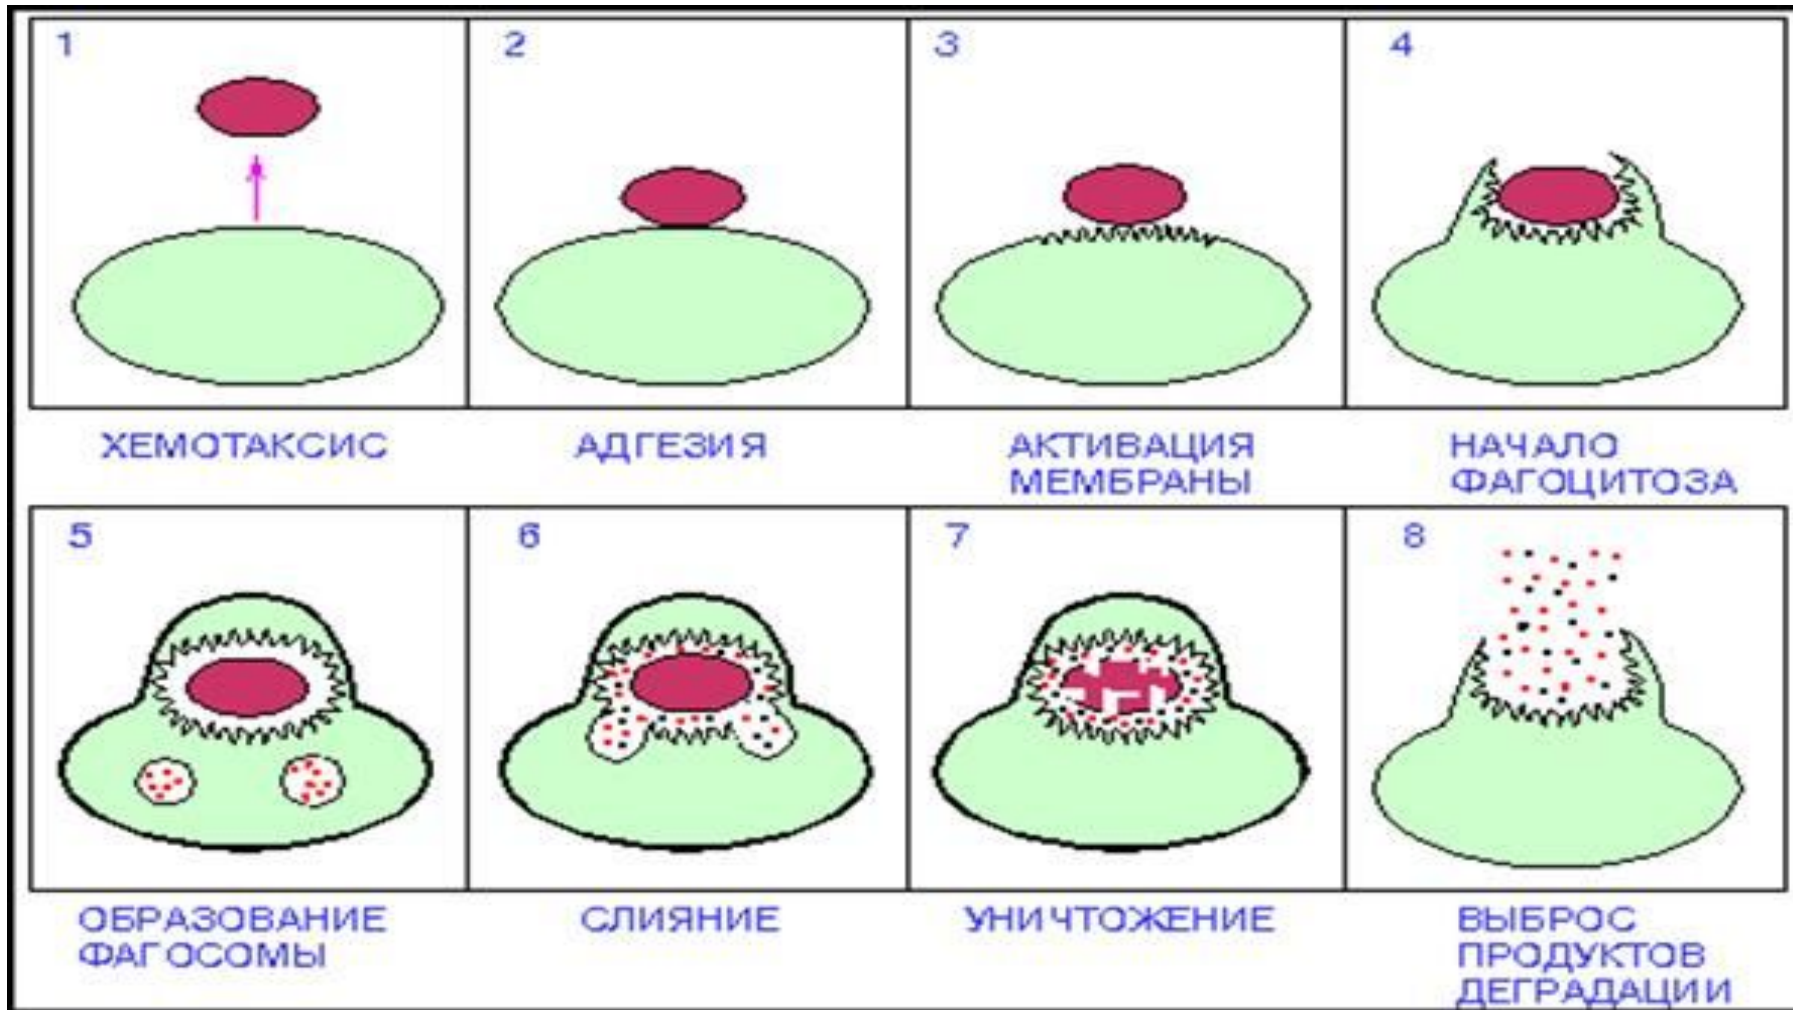 1
2
3
4
ХЕМОТАКСИС
АДГЕЗИЯ
АКТИВАЦИЯ
МЕМБРАНЫ
НАЧАЛО
ФАГОЦИТОЗА
5
6
7
8
ОБРАЗОВАНИЕ
ФАГОСОМЫ
СЛИЯНИЕ
УНИЧТОЖЕНИЕ
ВЫБРОС
ПРОДУКТОВ
ДЕГРАДАЦИИ